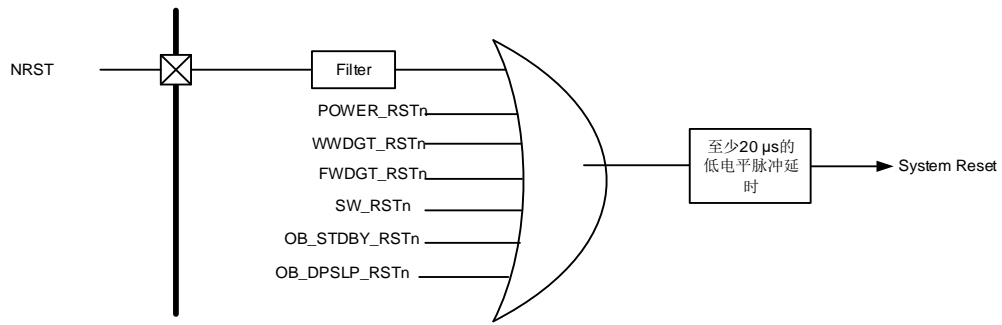 NRST
Filter
POWER_RSTn
WWDGT_RSTn
FWDGT_RSTn
SW_RSTn
OB_STDBY_RSTn
OB_DPSLP_RSTn
至少20 µs的
低电平脉冲延
时
System Reset